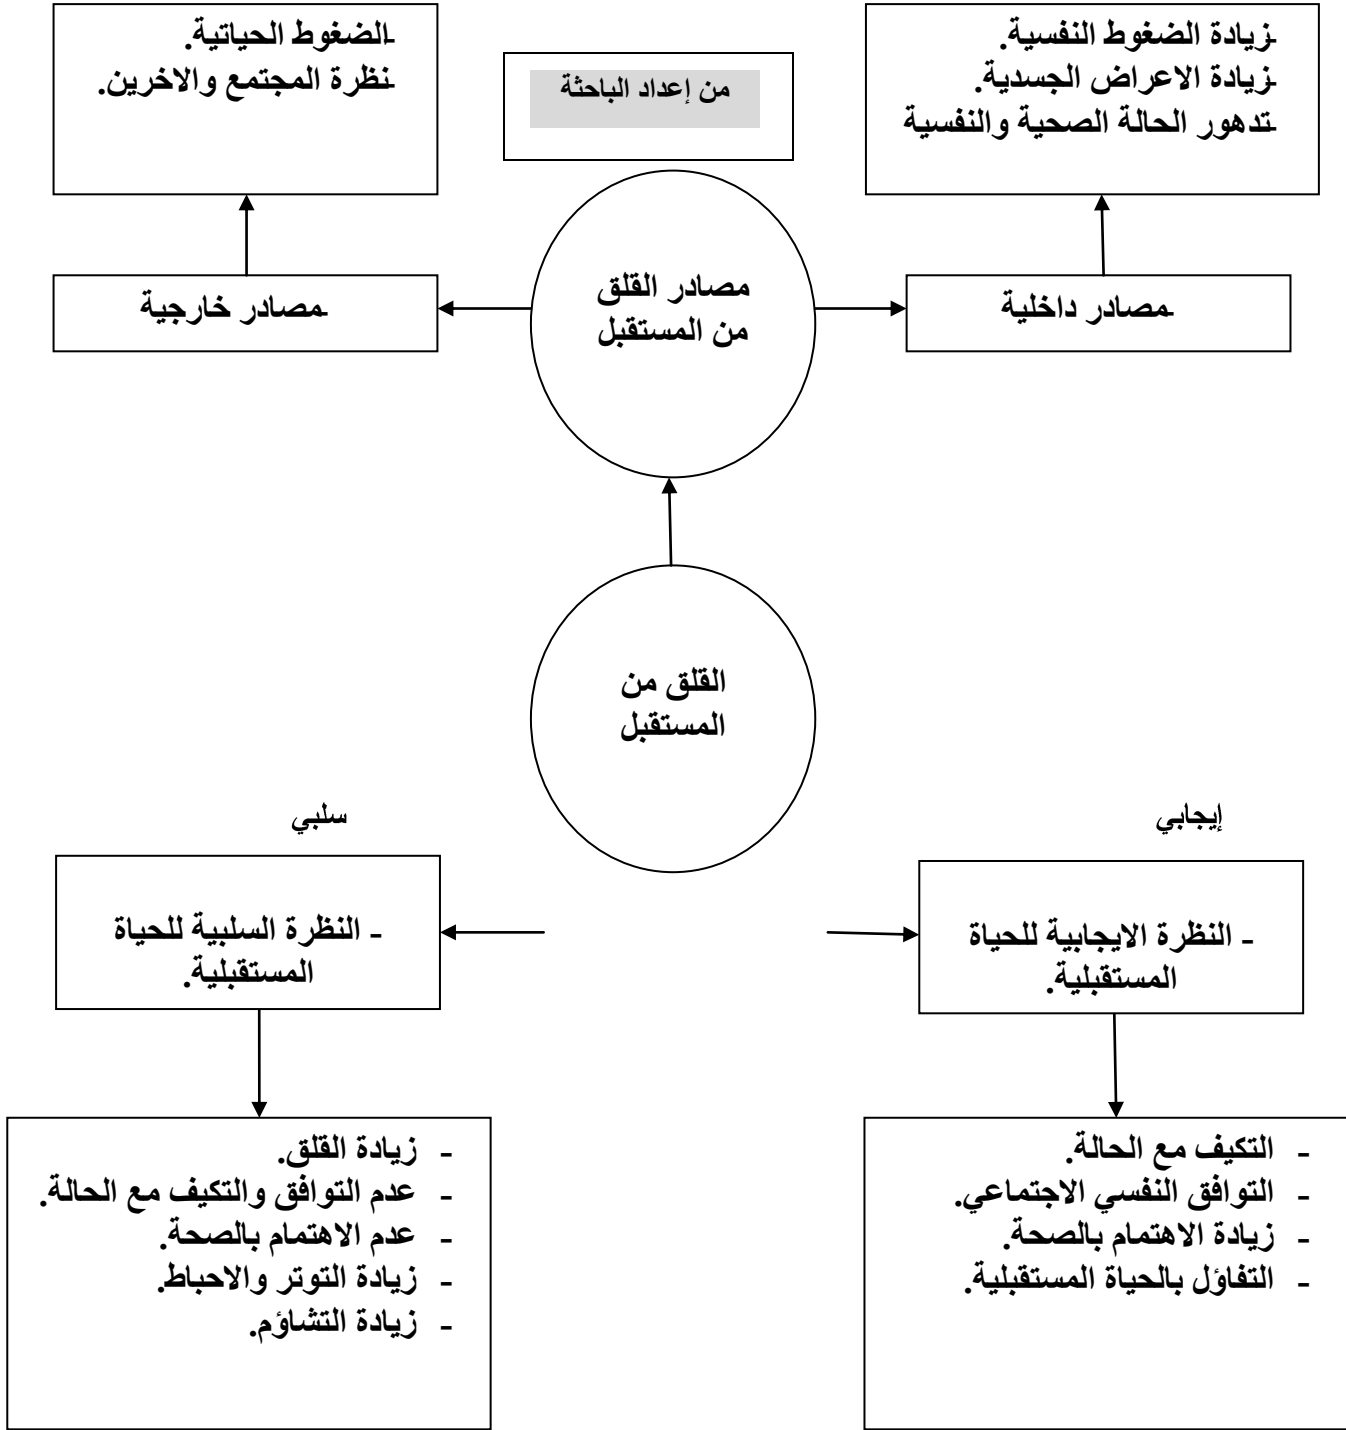 -زيادة الضغوط النفسية.
-زيادة الاعراض الجسدية.
-تدهور الحالة الصحية والنفسية
من إعداد الباحثة
-الضغوط الحياتية.
-نظرة المجتمع والاخرين.
-مصادر داخلية
مصادر القلق
من المستقبل
-مصادر خارجية
القلق من
المستقبل
إيجابي
سلبي
- النظرة الايجابية للحياة
المستقبلية.
- النظرة السلبية للحياة
المستقبلية.
- التكيف مع الحالة.
- التوافق النفسي الاجتماعي.
- زيادة الاهتمام بالصحة.
- التفاؤل بالحياة المستقبلية.
- زيادة القلق.
- عدم التوافق والتكيف مع الحالة.
- عدم الاهتمام بالصحة.
- زيادة التوتر والاحباط.
- زيادة التشاؤم.